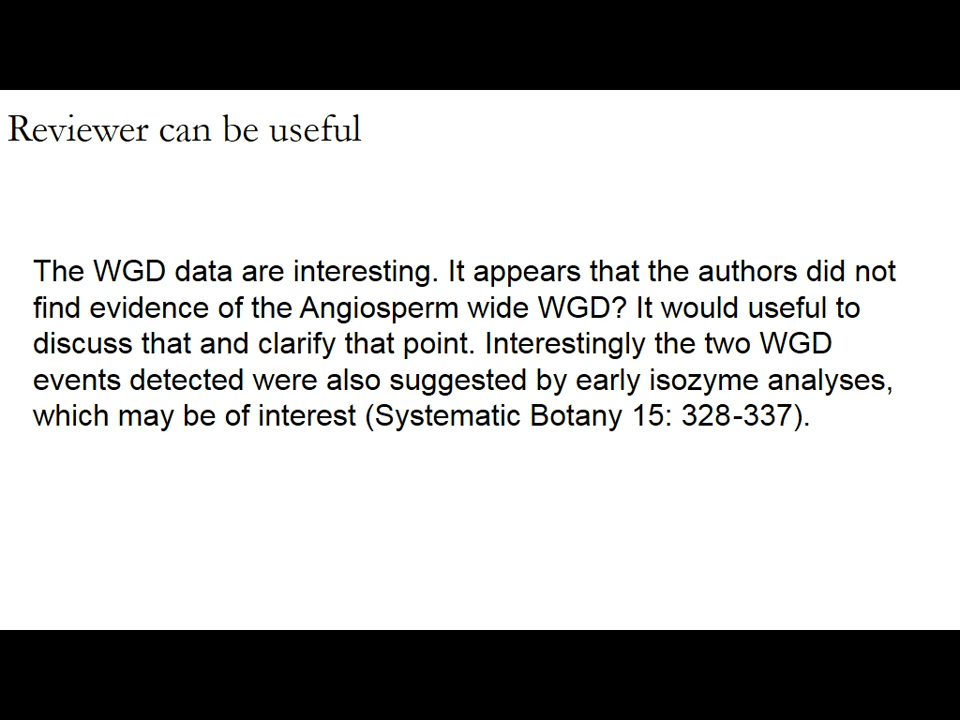 Reviewer can be useful
The WGD data are interesting. It appears that the authors did not
find evidence of the Angiosperm wide WGD? It would useful to
discuss that and clarify that point. Interestingly the two WGD
events detected were also suggested by early isozyme analyses,
which may be of interest (Systematic Botany 15: 328-337).